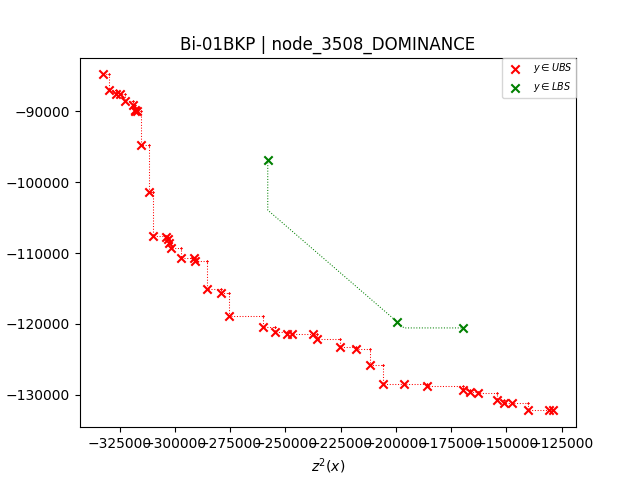 Bi-01BKP | node_3508_DOMINANCE
y ∈ UBS
y ∈ LBS
−90000
−100000
−110000
−120000
−130000
−325000 −300000 −275000 −250000 −225000 −200000 −175000 −150000 −125000
z²(x)